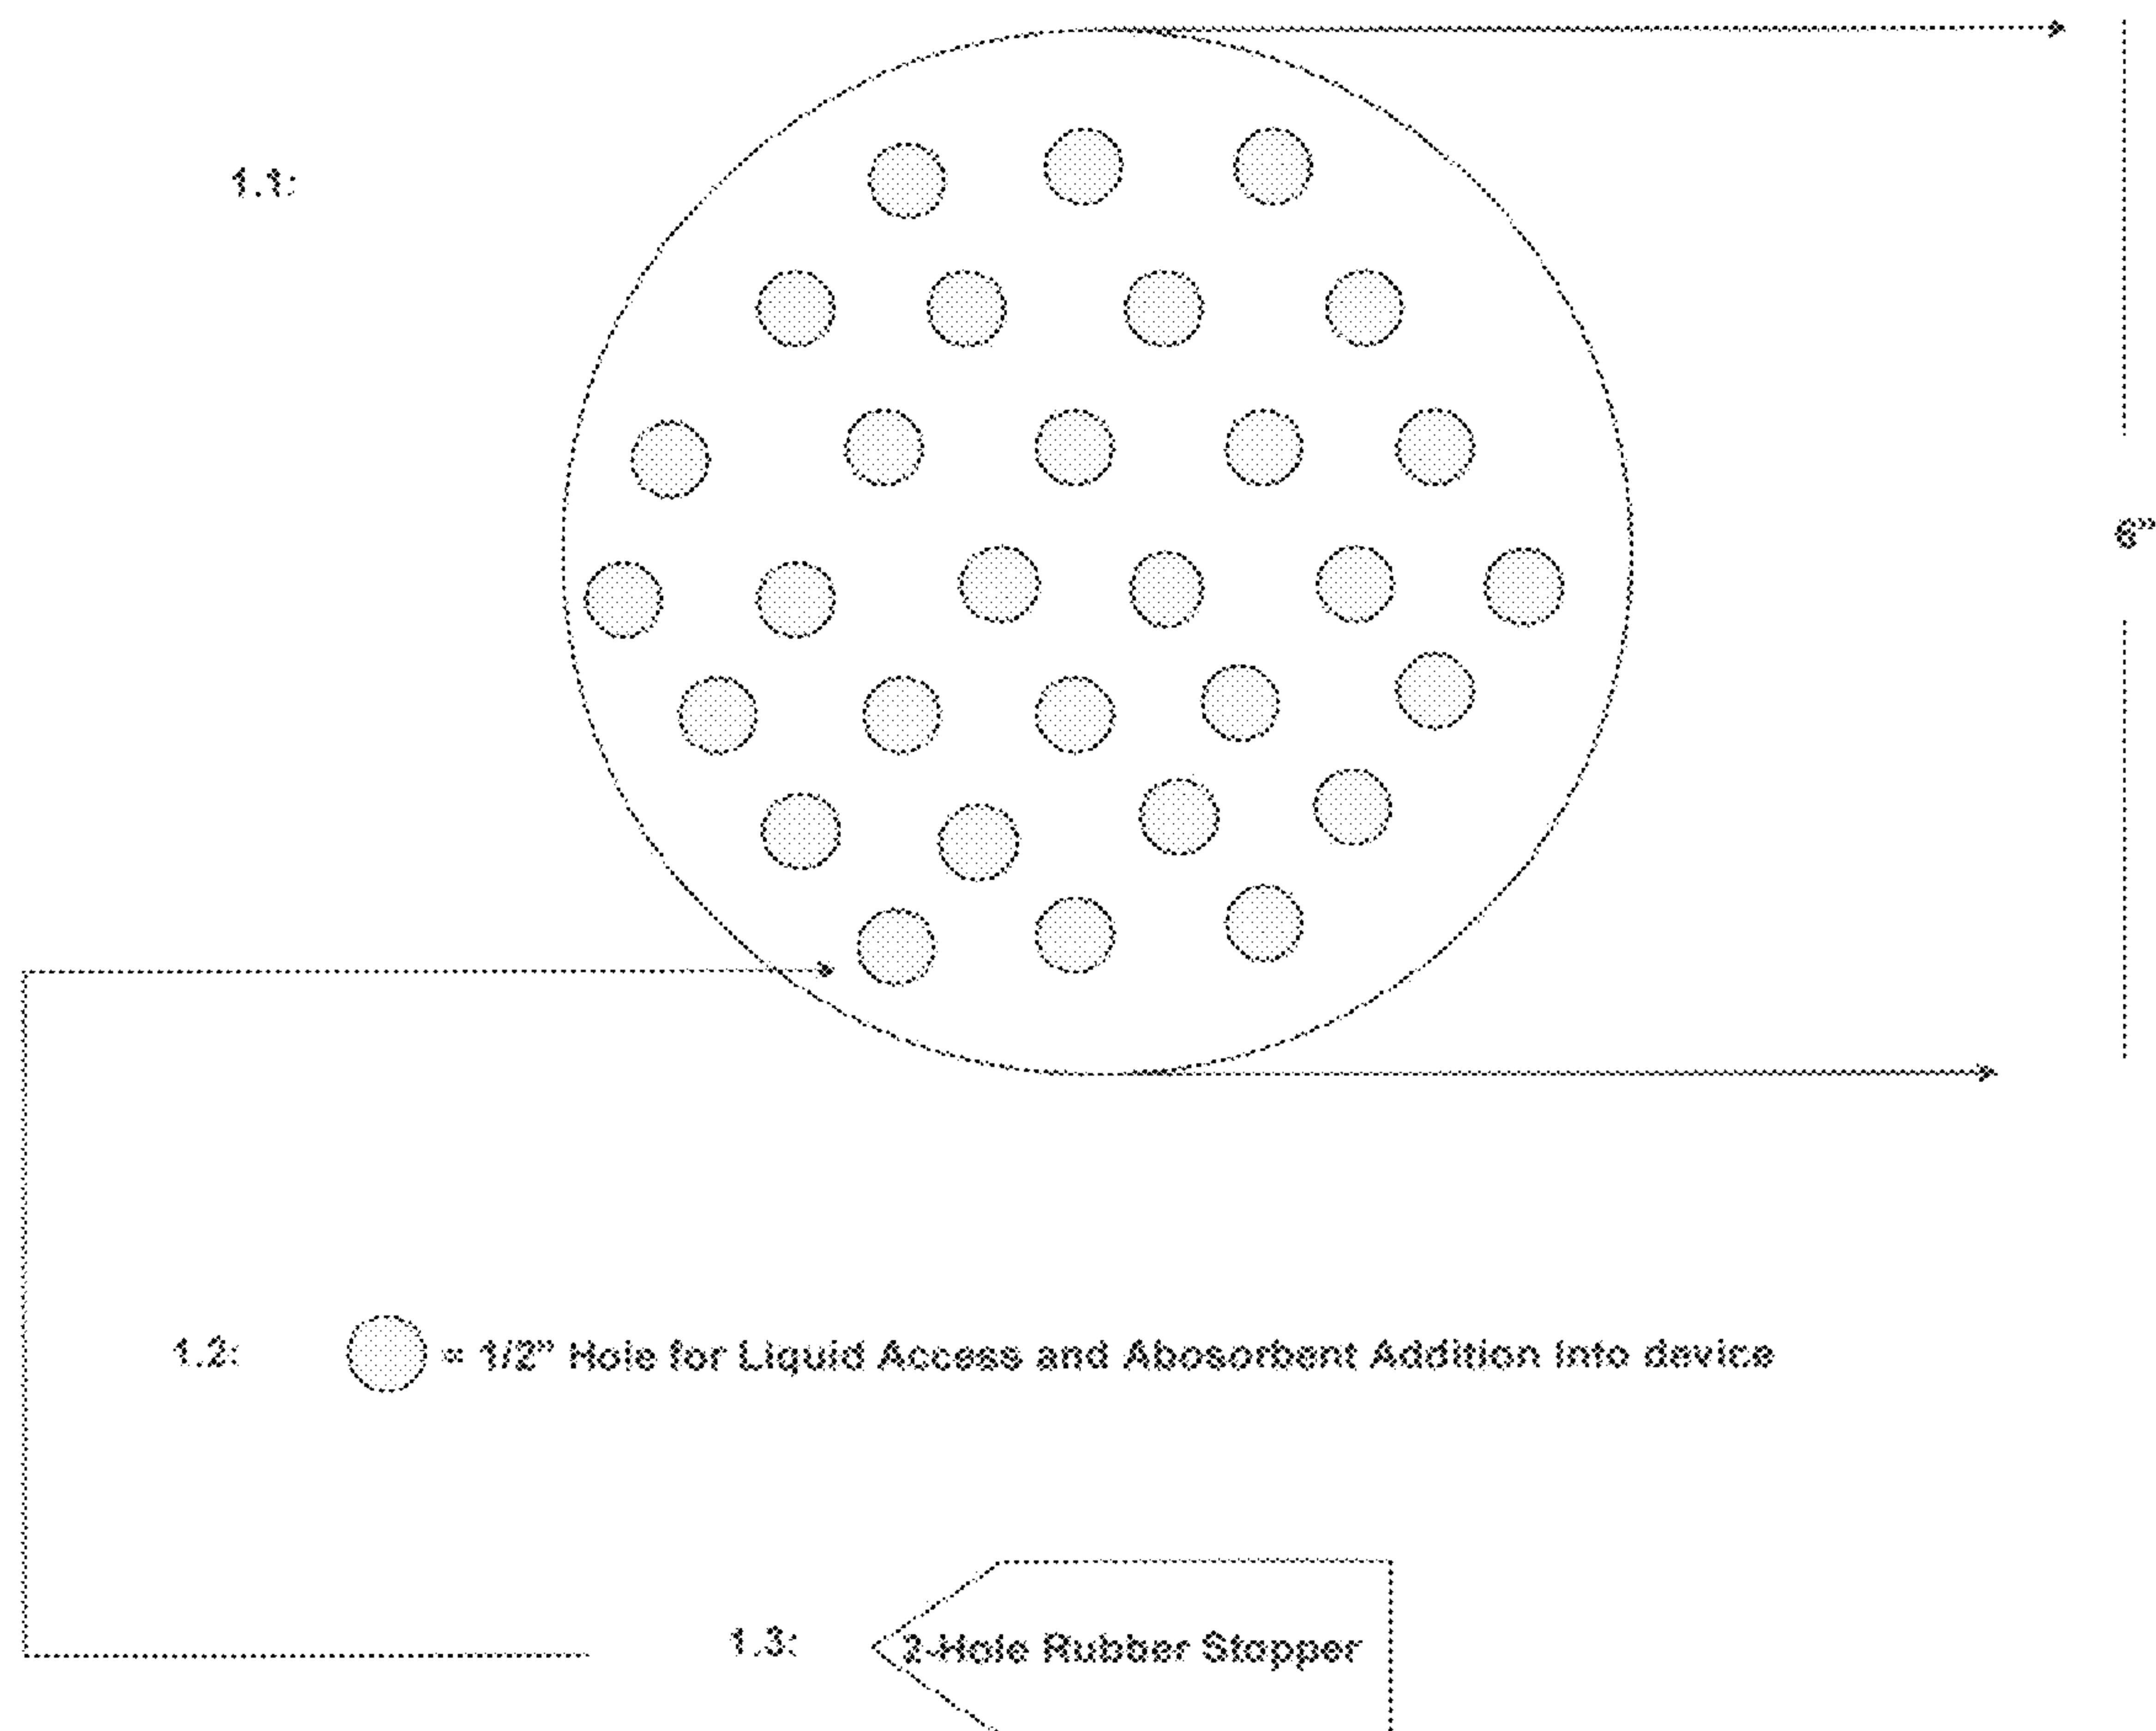 1.1:
6"
1.2: = 1/2" Hole for Liquid Access and Abosorbent Addition into device
1.3: 2-Hole Rubber Stopper